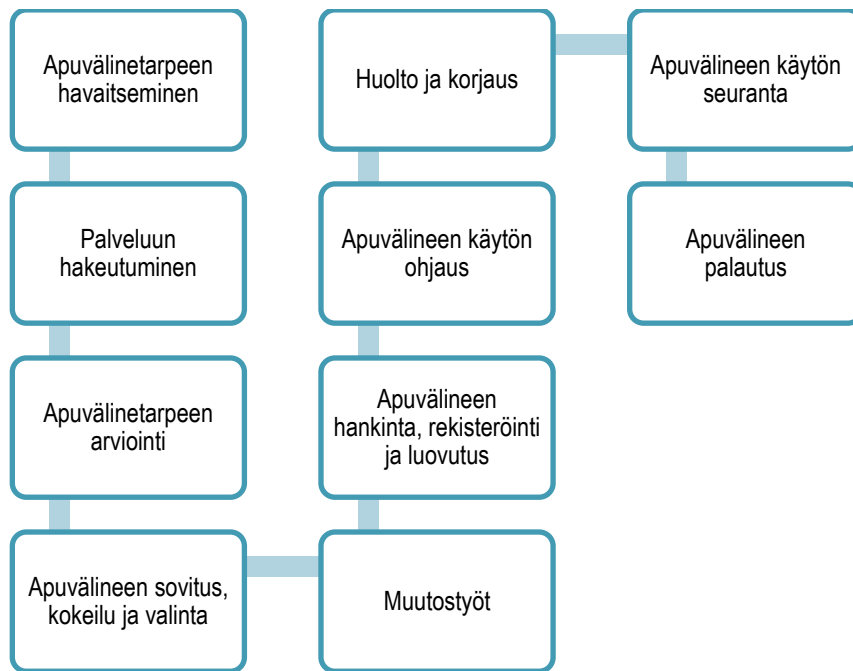 Apuvälinetarpeen
havaitseminen
Palveluun
hakeutuminen
Apuvälinetarpeen
arviointi
Apuvälineen sovitus,
kokeilu ja valinta
Muutostyöt
Apuvälineen
hankinta, rekisteröinti
ja luovutus
Apuvälineen käytön
ohjaus
Huolto ja korjaus
Apuvälineen käytön
seuranta
Apuvälineen
palautus